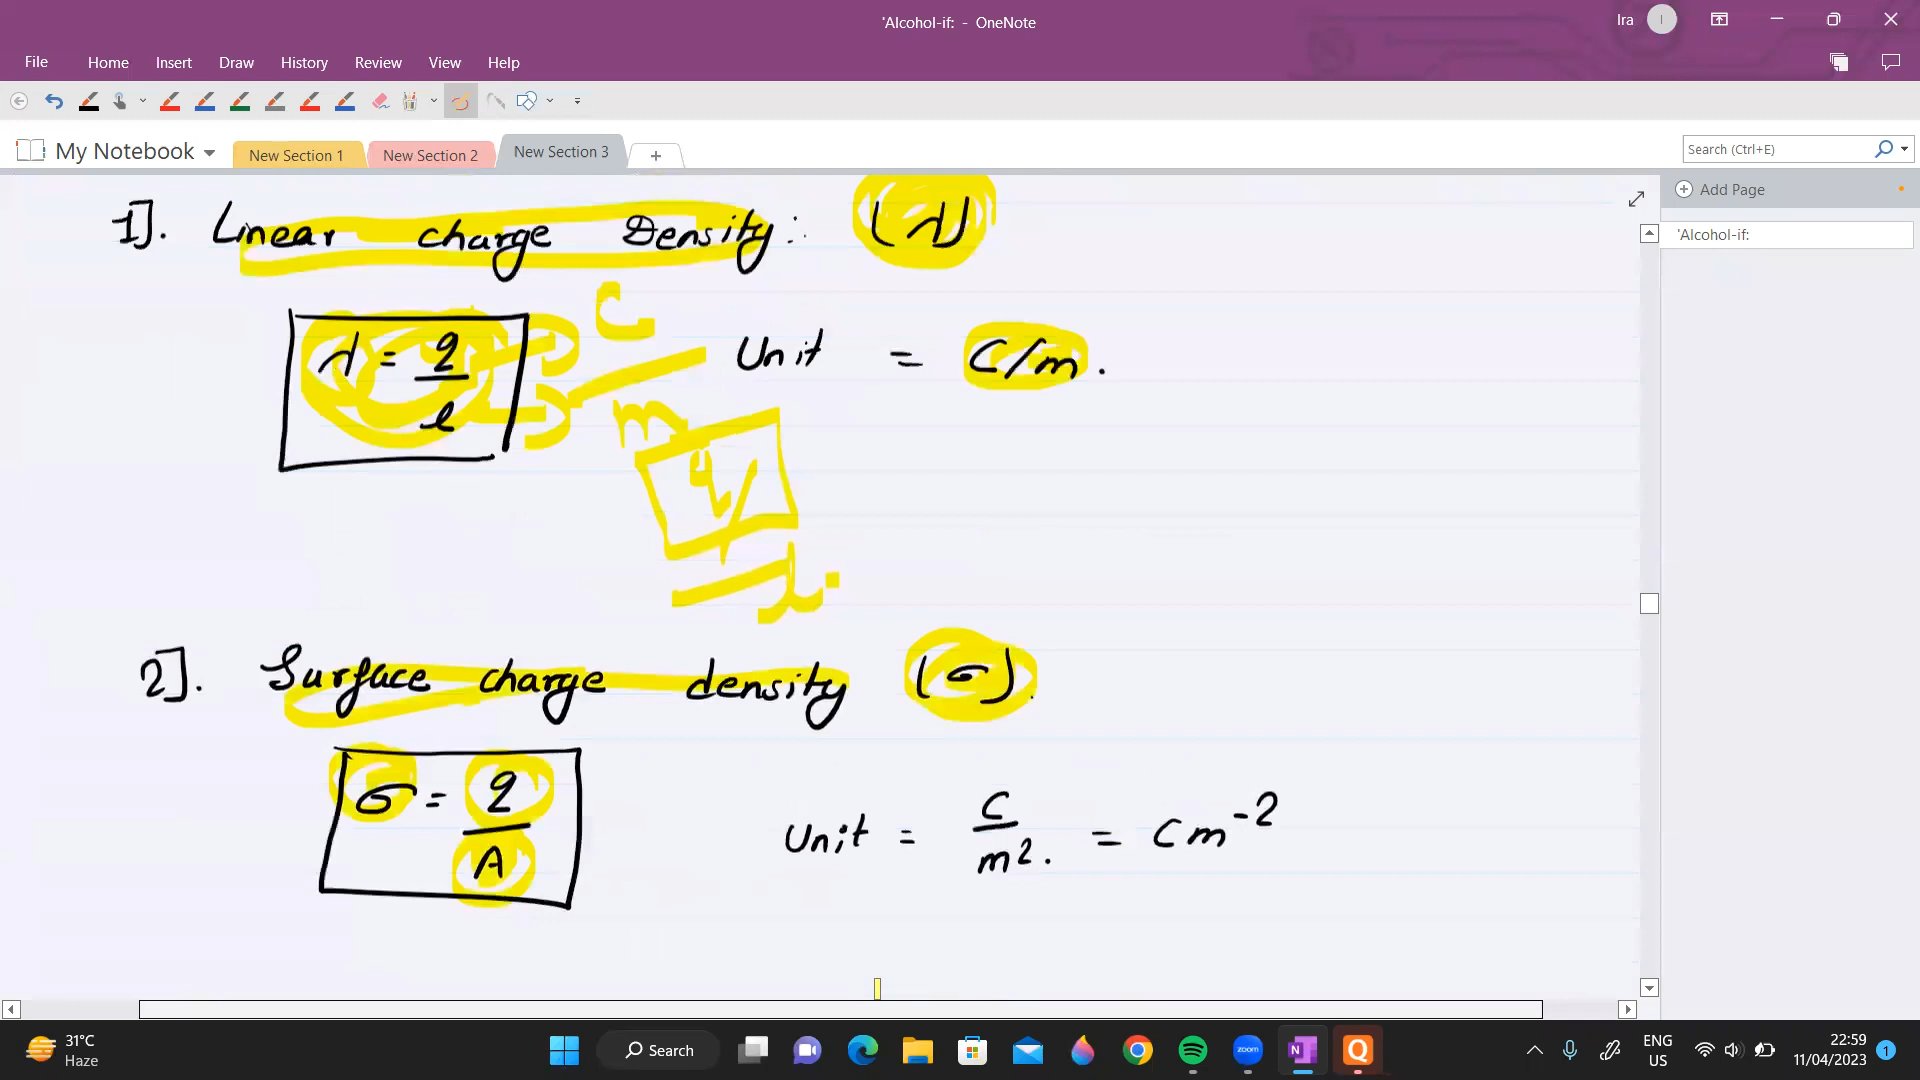 'Alcohol-if: - OneNote
Ira I
File Home Insert Draw History Review View Help
My Notebook New Section 1 New Section 2 New Section 3 +
Search (Ctrl+E)
Add Page
'Alcohol-if:
1]. Linear charge Density: (λ)
λ = q/l
C
m
Unit = C/m.
2]. Surface charge density (σ).
σ = q/A
Unit = C/m². = Cm⁻²
31°C
Haze
Search
zoom
N
Q
ENG
US
22:59
11/04/2023
1